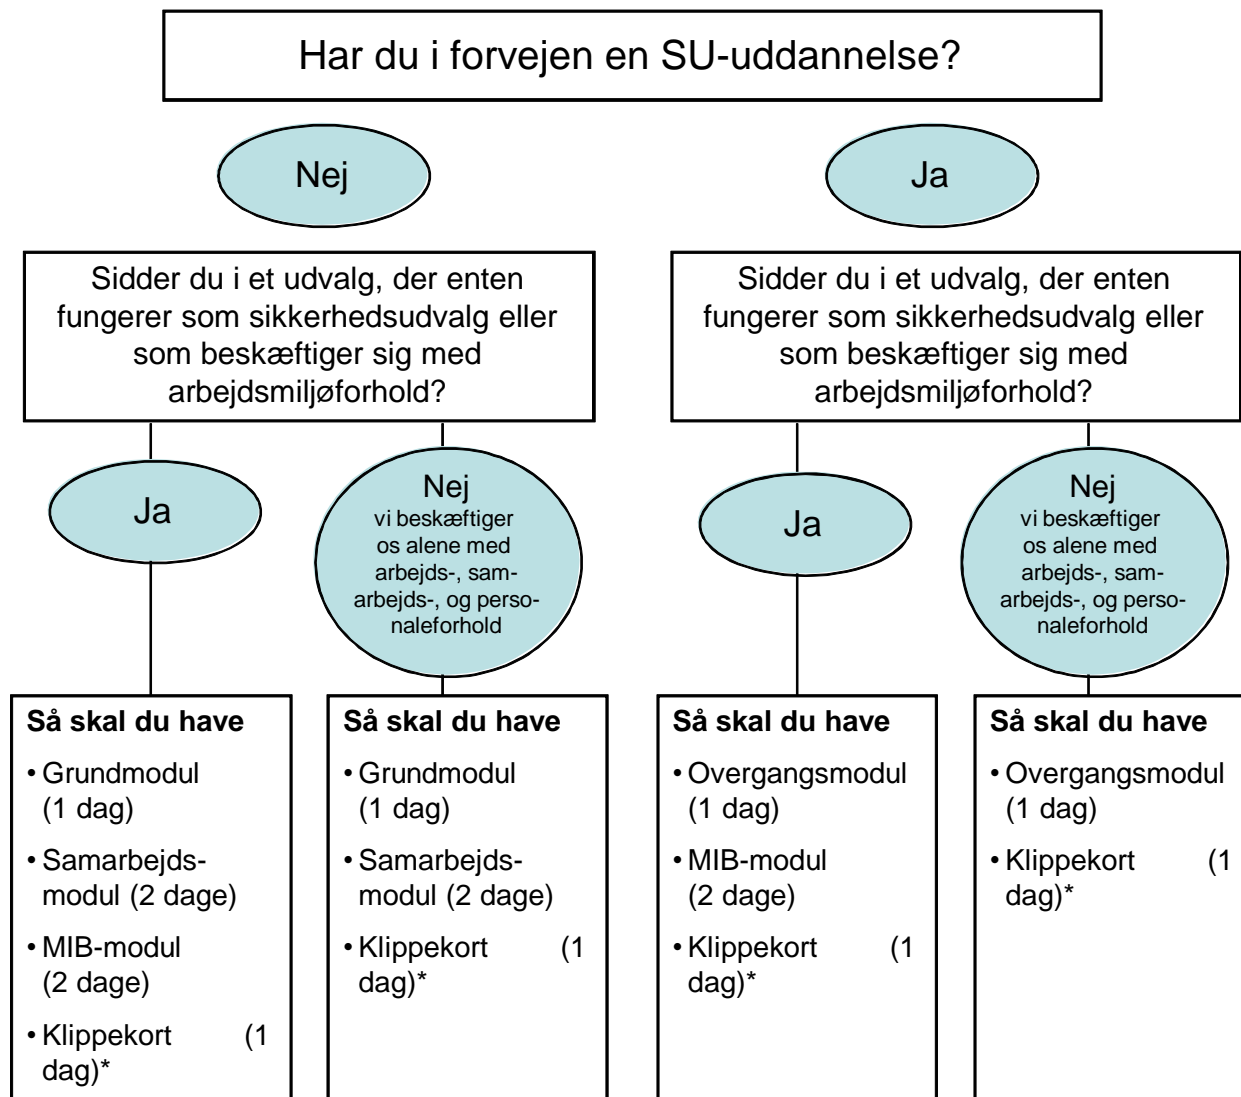 Har du i forvejen en SU-uddannelse?
Nej
Ja
Sidder du i et udvalg, der enten
fungerer som sikkerhedsudvalg eller
som beskæftiger sig med
arbejdsmiljøforhold?
Sidder du i et udvalg, der enten
fungerer som sikkerhedsudvalg eller
som beskæftiger sig med
arbejdsmiljøforhold?
Ja
Nej
vi beskæftiger
os alene med
arbejds-, sam-
arbejds-, og perso-
naleforhold
Ja
Nej
vi beskæftiger
os alene med
arbejds-, sam-
arbejds-, og perso-
naleforhold
Så skal du have
• Grundmodul
(1 dag)
• Samarbejds-
modul (2 dage)
• MIB-modul
(2 dage)
• Klippekort (1
dag)*
Så skal du have
• Grundmodul
(1 dag)
• Samarbejds-
modul (2 dage)
• Klippekort (1
dag)*
Så skal du have
• Overgangsmodul
(1 dag)
• MIB-modul
(2 dage)
• Klippekort (1
dag)*
Så skal du have
• Overgangsmodul
(1 dag)
• Klippekort (1
dag)*